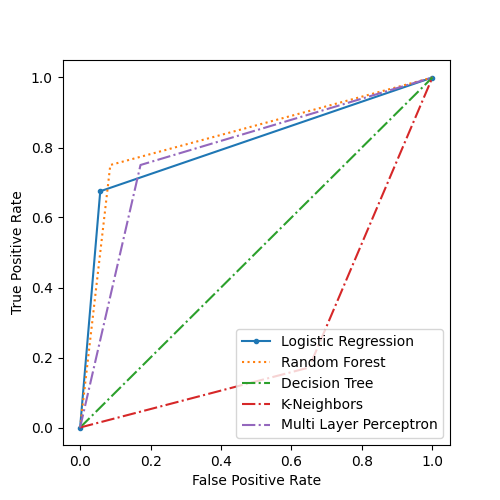 1.0
0.8
0.6
0.4
0.2
0.0
True Positive Rate
0.0 0.2 0.4 0.6 0.8 1.0
False Positive Rate
Logistic Regression
Random Forest
Decision Tree
K-Neighbors
Multi Layer Perceptron